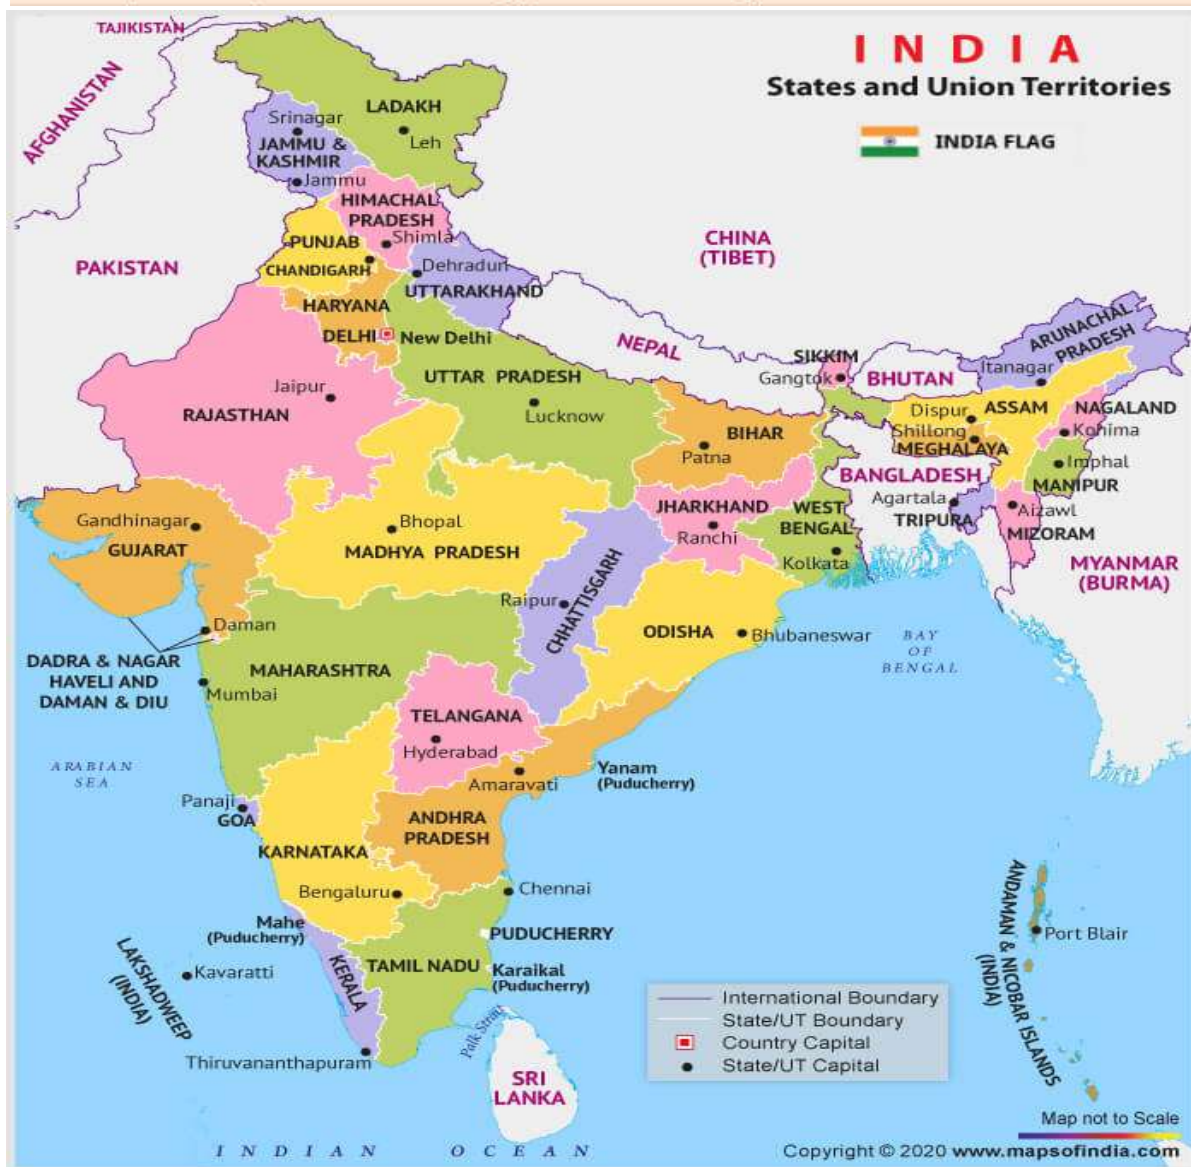 INDIA
States and Union Territories
INDIA FLAG
TAJIKISTAN
AFGHANISTAN
PAKISTAN
CHINA
(TIBET)
NEPAL
BHUTAN
BANGLADESH
MYANMAR
(BURMA)
SRI
LANKA
LADAKH
Leh
Srinagar
JAMMU &
KASHMIR
Jammu
HIMACHAL
PRADESH
Shimla
PUNJAB
CHANDIGARH
Dehradun
UTTARAKHAND
HARYANA
DELHI
New Delhi
UTTAR PRADESH
Lucknow
Jaipur
RAJASTHAN
BIHAR
Patna
SIKKIM
Gangtok
ARUNACHAL
PRADESH
Itanagar
ASSAM
Dispur
Shillong
MEGHALAYA
NAGALAND
Kohima
Imphal
MANIPUR
Agartala
TRIPURA
Aizawl
MIZORAM
WEST
BENGAL
Kolkata
JHARKHAND
Ranchi
Gandhinagar
GUJARAT
Bhopal
MADHYA PRADESH
CHHATTISGARH
Raipur
ODISHA
Bhubaneswar
Daman
DADRA & NAGAR
HAVELI AND
DAMAN & DIU
MAHARASHTRA
Mumbai
TELANGANA
Hyderabad
Amaravati
ANDHRA
PRADESH
Yanam
(Puducherry)
Panaji
GOA
KARNATAKA
Bengaluru
Chennai
Mahe
(Puducherry)
KERALA
TAMIL NADU
PUDUCHERRY
Karaikal
(Puducherry)
Thiruvananthapuram
LAKSHADWEEP
(INDIA)
Kavaratti
ANDAMAN & NICOBAR ISLANDS
(INDIA)
Port Blair
ARABIAN
SEA
BAY
OF
BENGAL
Palk Strait
INDIAN OCEAN
International Boundary
State/UT Boundary
Country Capital
State/UT Capital
Map not to Scale
Copyright © 2020 www.mapsofindia.com